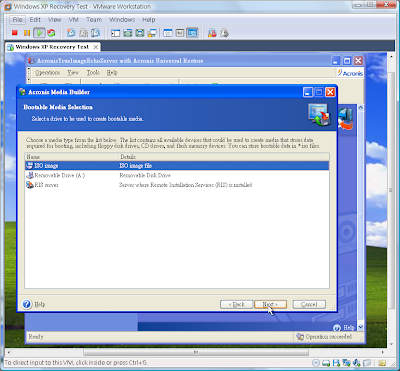 Windows XP Recovery Test - VMware Workstation
File Edit View VM Team Windows Help
Windows XP Recovery Test
AcronisTrueImageEchoServer with Acronis Universal Restore
Operations View Tools Help
Acronis
Acronis Media Builder
Bootable Media Selection
Select a drive to be used to create bootable media.
Choose a media type from the list below. The list contains all available devices that could be used to create media that stores data
required for booting, including floppy disk drives, CD drives, and flash memory devices. You can store bootable data in *.iso files.
Name Details
ISO image ISO image file
Removable Drive (A:) Removable Disk Drive
RIS server Server where Remote Installation Services (RIS) is installed
Help < Back Next > Cancel
Help
Ready Operation succeeded
To direct input to this VM, click inside or press Ctrl+G.